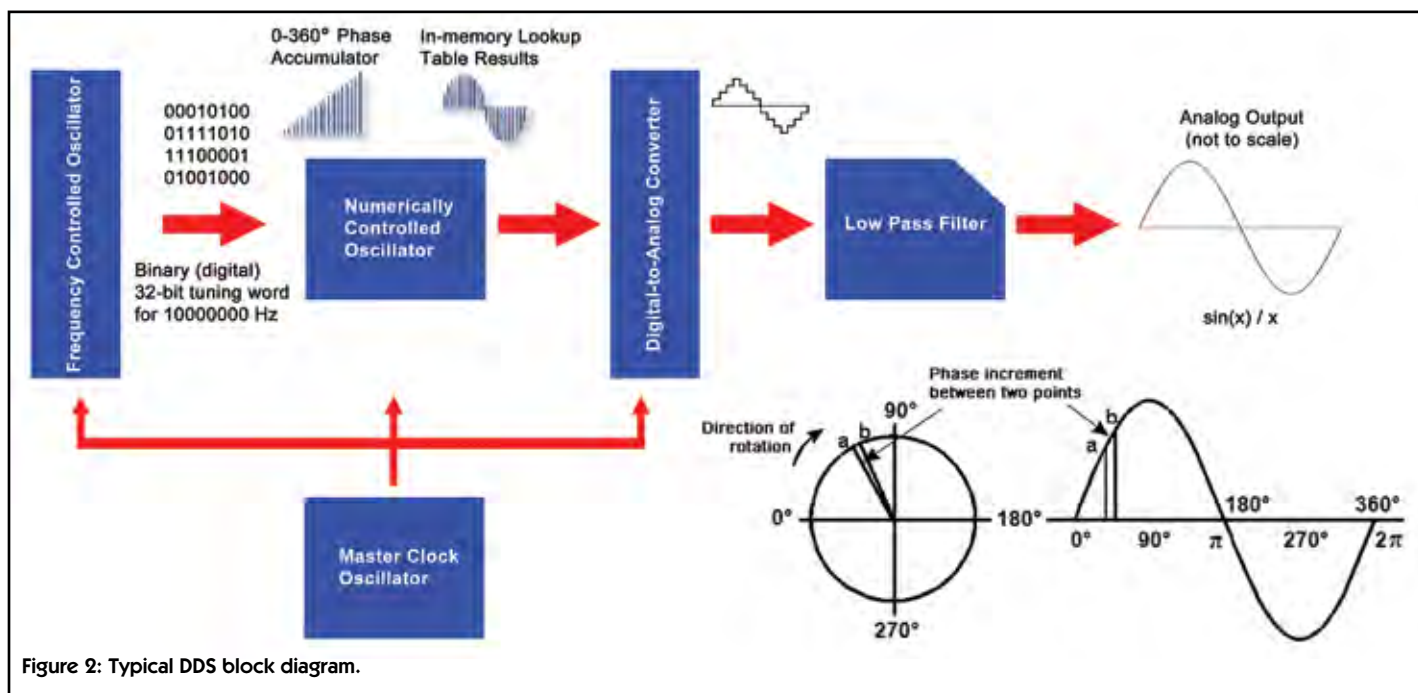 0-360° Phase
Accumulator
In-memory Lookup
Table Results
Frequency Controlled Oscillator
00010100
01111010
11100001
01001000
Binary (digital)
32-bit tuning word
for 10000000 Hz
Numerically
Controlled
Oscillator
Digital-to-Analog Converter
Low Pass Filter
Analog Output
(not to scale)
sin(x) / x
Master Clock
Oscillator
Phase increment
between two points
Direction of
rotation
90°
a
b
0°
180°
270°
a
b
180°
360°
0°
90°
π
270°
2π
Figure 2: Typical DDS block diagram.